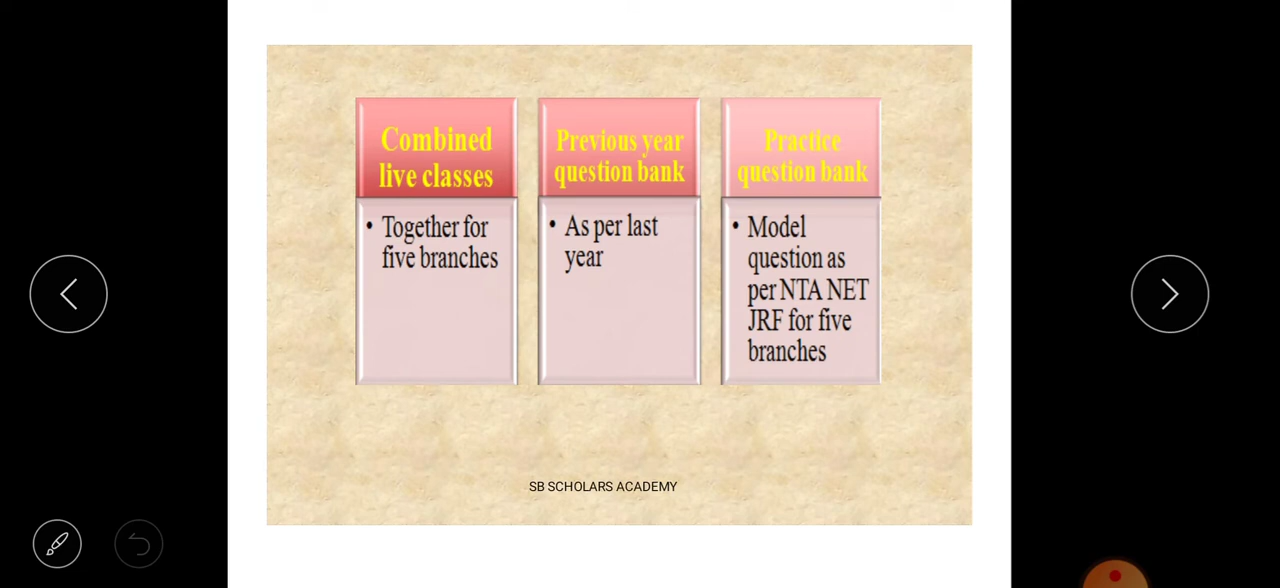 Combined
live classes
• Together for
five branches
Previous year
question bank
• As per last
year
Practice
question bank
• Model
question as
per NTA NET
JRF for five
branches
SB SCHOLARS ACADEMY